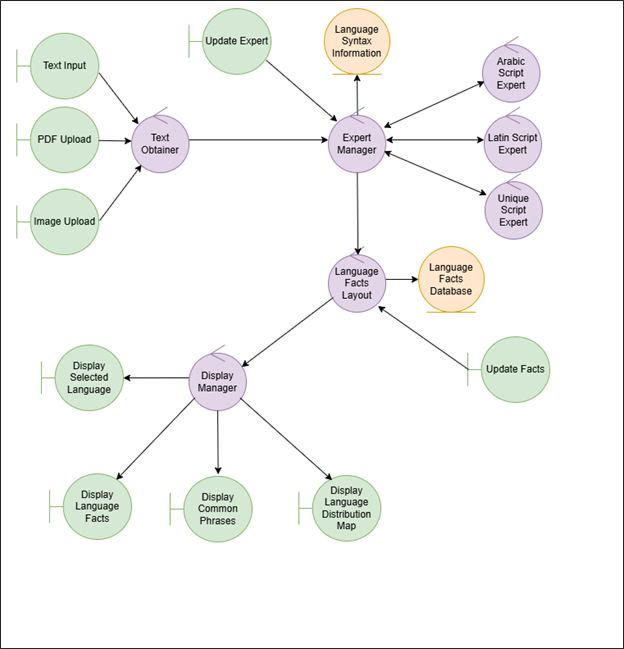 Text Input
PDF Upload
Image Upload
Text
Obtainer
Update Expert
Language
Syntax
Information
Expert
Manager
Arabic
Script
Expert
Latin Script
Expert
Unique
Script
Expert
Language
Facts
Layout
Language
Facts
Database
Update Facts
Display
Manager
Display
Selected
Language
Display
Language
Facts
Display
Common
Phrases
Display
Language
Distribution
Map